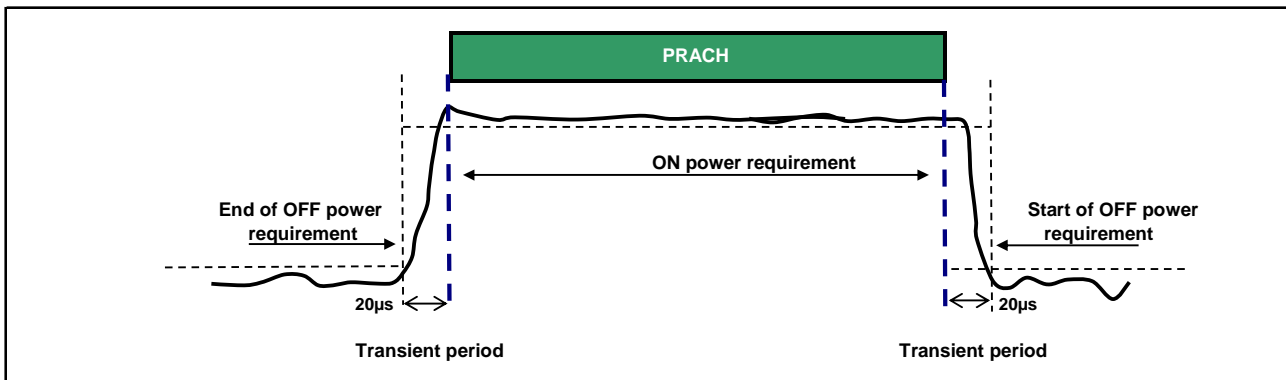 PRACH
ON power requirement
End of OFF power
requirement
Start of OFF power
requirement
20µs
20µs
Transient period
Transient period